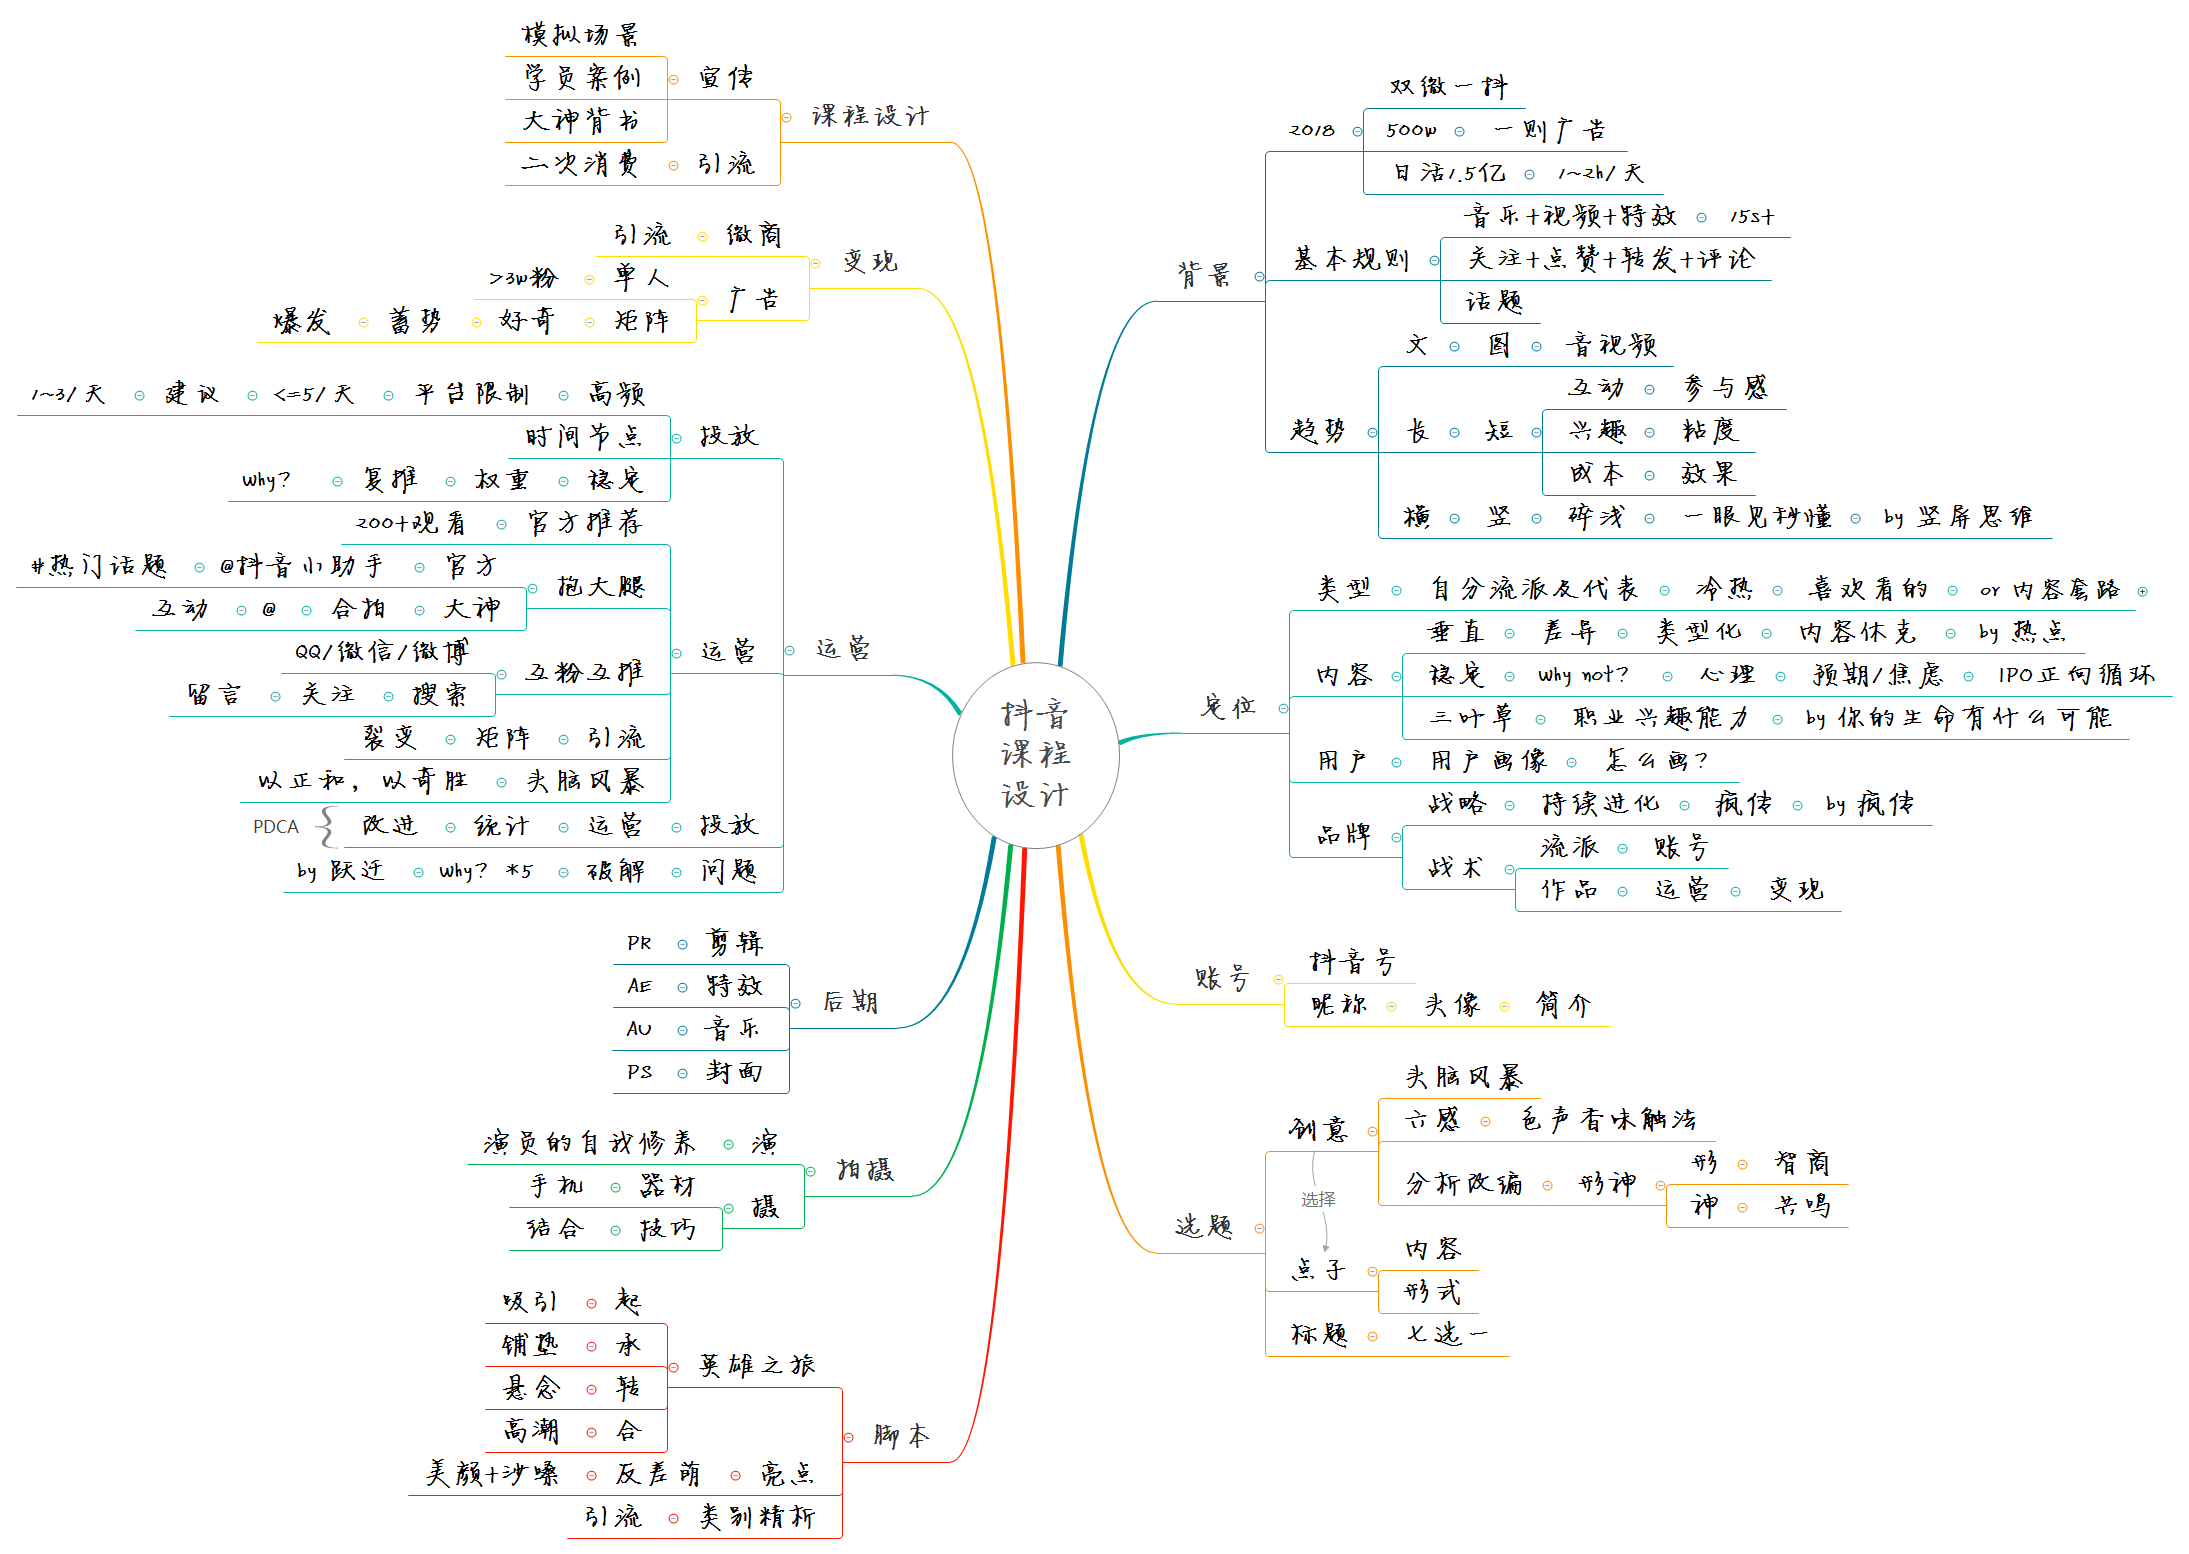 抖音
课程
设计
背景
2018
双微一抖
500w 一则广告
日活1.5亿 1~2h/天
基本规则
音乐+视频+特效 15s+
关注+点赞+转发+评论
话题
趋势
文 图 音视频
长 短
互动 参与感
兴趣 粘度
成本 效果
横 竖 碎浅 一眼见秒懂 by 竖屏思维
定位
类型 自分流派及代表 冷热 喜欢看的 or 内容套路
内容
垂直 差异 类型化 内容休克 by 热点
稳定 why not? 心理 预期/焦虑 IPO正向循环
三叶草 职业兴趣能力 by 你的生命有什么可能
用户 用户画像 怎么画?
品牌
战略 持续进化 疯传 by 疯传
战术
流派 账号
作品 运营 变现
账号
抖音号
昵称 头像 简介
选题
创意
头脑风暴
六感 色声香味触法
分析改编 形神
形 智商
神 共鸣
选择
点子
内容
形式
标题 七选一
课程设计
宣传
模拟场景
学员案例
大神背书
二次消费 引流
变现
引流 微商
广告
>3w粉 单人
爆发 蓄势 好奇 矩阵
运营
投放
1~3/天 建议 <=5/天 平台限制 高频
时间节点
why? 复推 权重 稳定
运营
200+观看 官方推荐
抱大腿
#热门话题 @抖音小助手 官方
互动 @ 合拍 大神
互粉互推
QQ/微信/微博
留言 关注 搜索
裂变 矩阵 引流
以正和，以奇胜 头脑风暴
PDCA 改进 统计 运营 投放
by 跃迁 why? *5 破解 问题
后期
PR 剪辑
AE 特效
AU 音乐
PS 封面
拍摄
演员的自我修养 演
摄
手机 器材
结合 技巧
脚本
英雄之旅
吸引 起
铺垫 承
悬念 转
高潮 合
美颜+沙嗓 反差萌 亮点
引流 类别精析